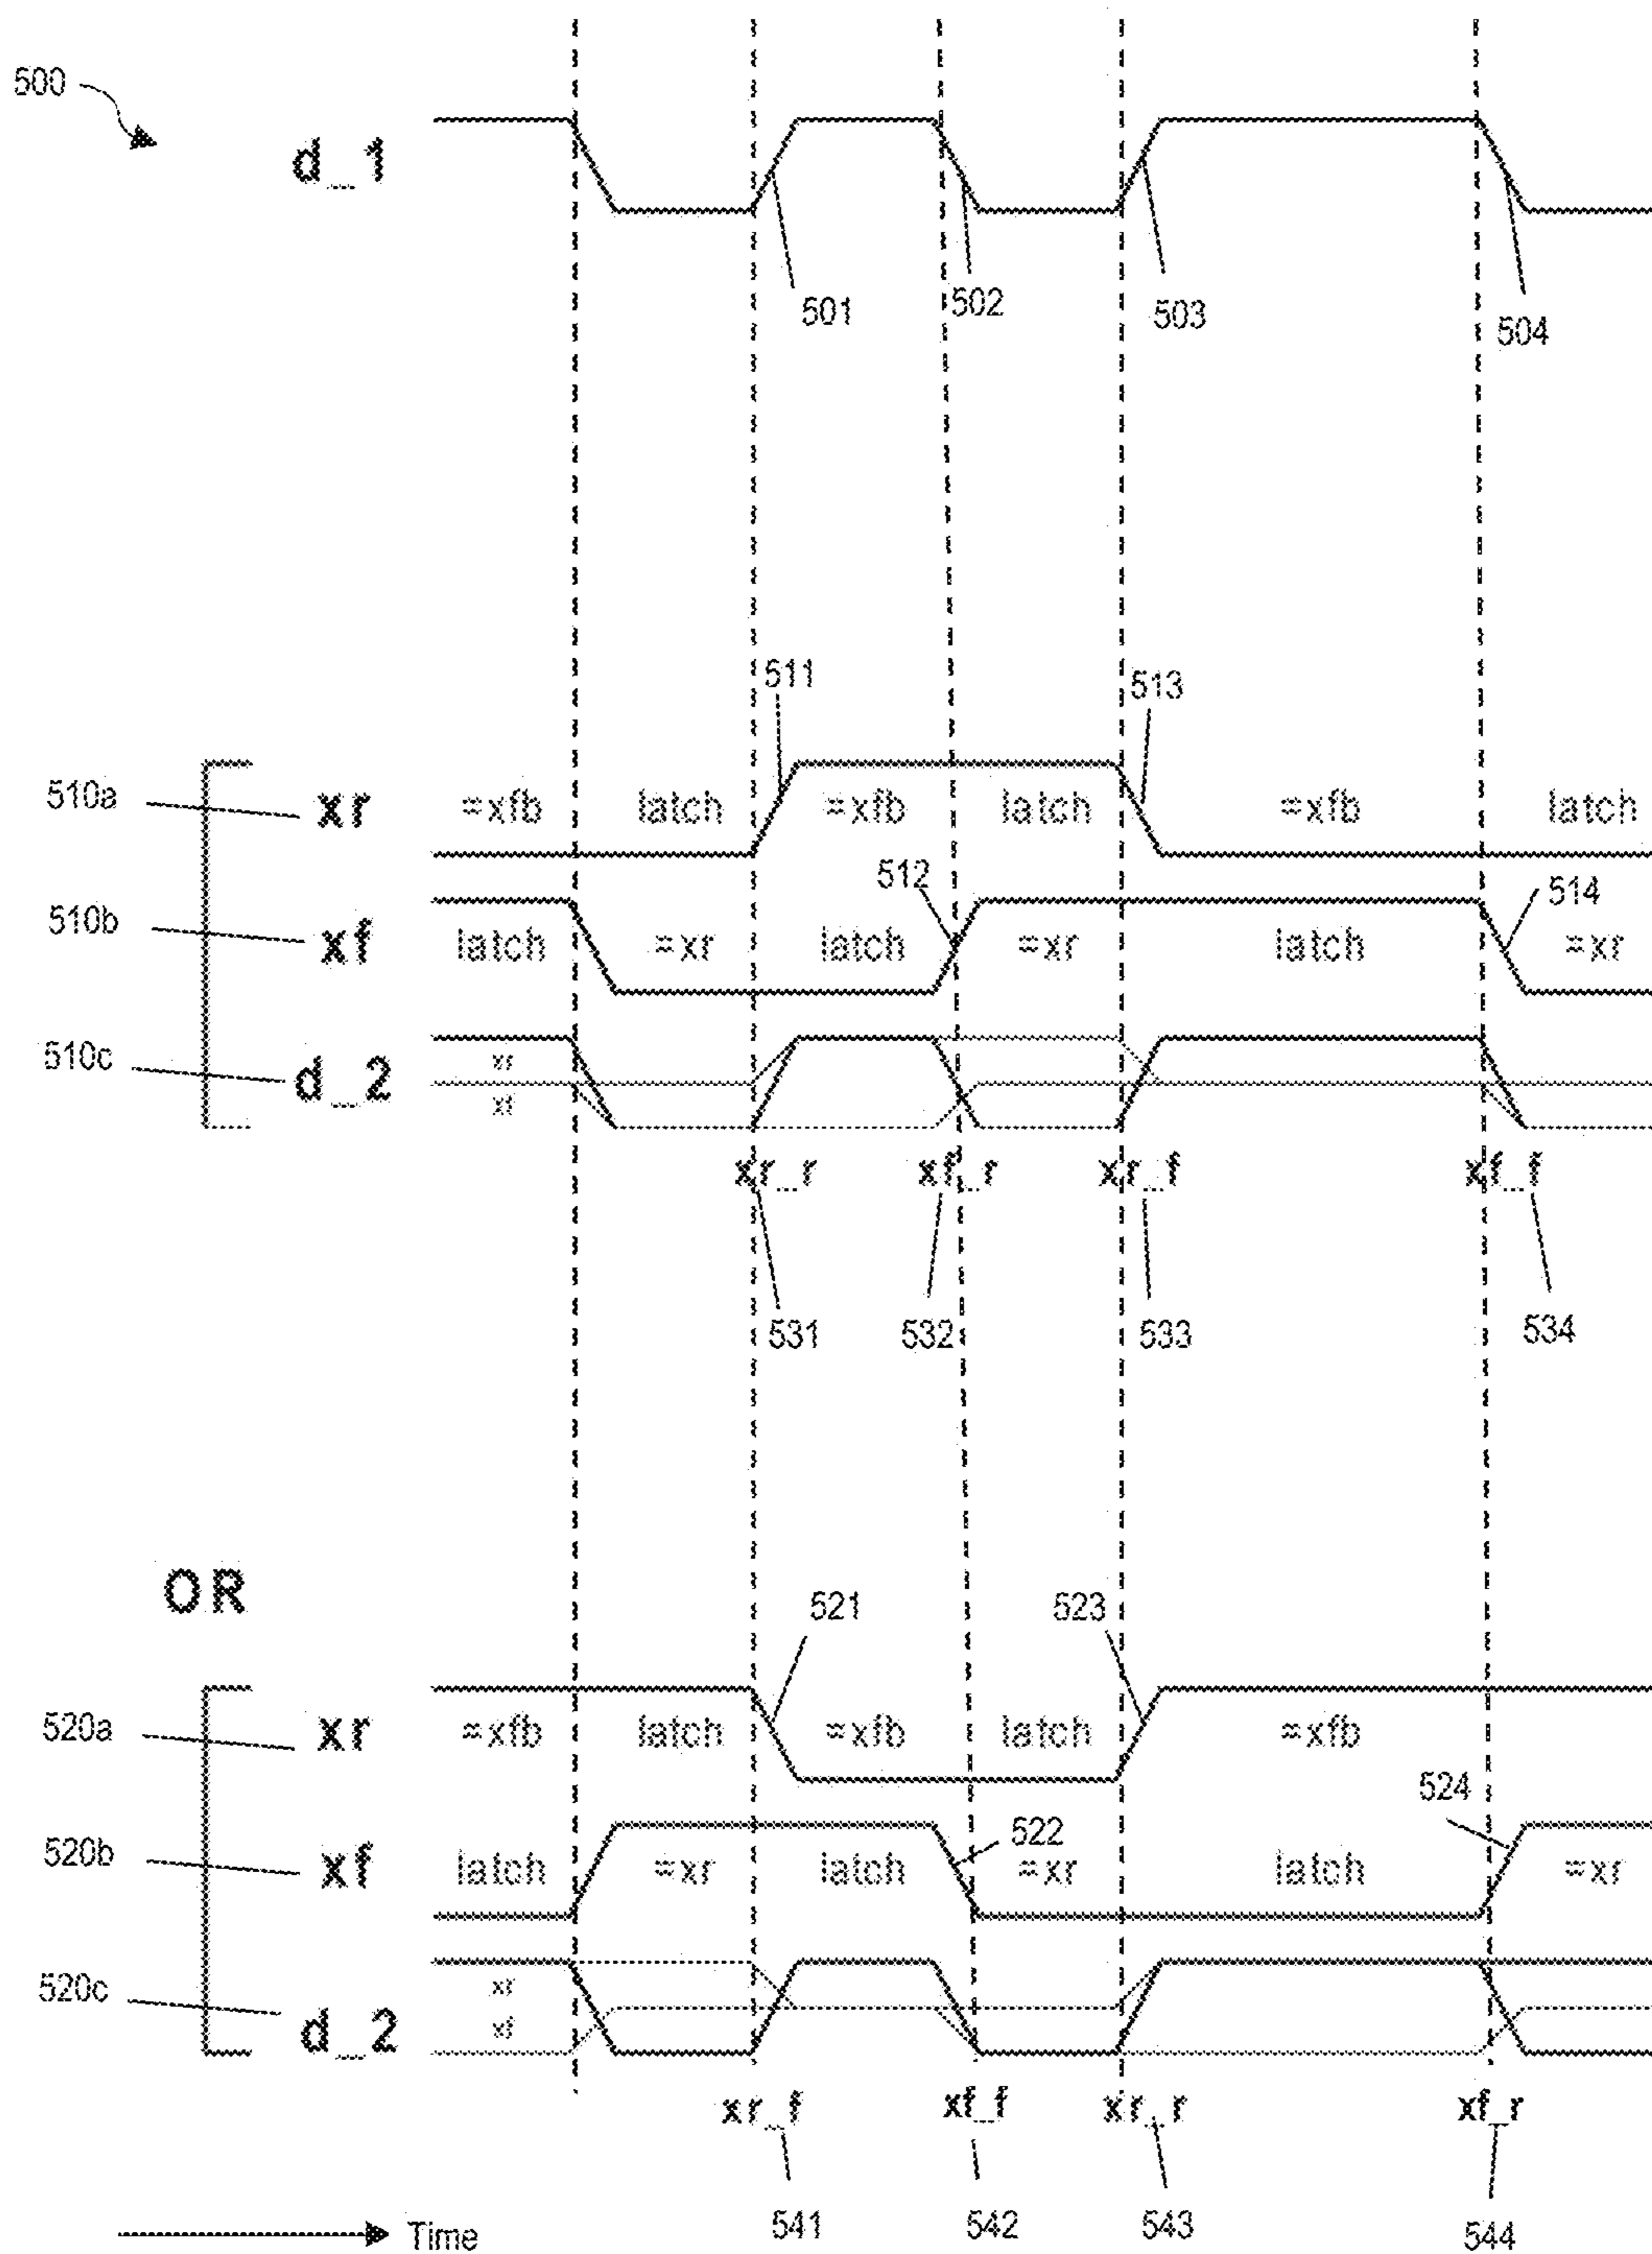 500
d_1
501
502
503
504
511
513
510a
xr
=xfb
latch
=xfb
latch
=xfb
latch
512
514
510b
xf
latch
=xr
latch
=xr
latch
=xr
510c
d_2
xr
xf
xr_r
xf_r
xr_f
xf_f
531
532
533
534
OR
521
523
520a
xr
=xfb
latch
=xfb
latch
=xfb
524
522
520b
xf
latch
=xr
latch
=xr
latch
=xr
520c
d_2
xr
xf
xr_f
xf_f
xr_r
xf_r
541
542
543
544
Time